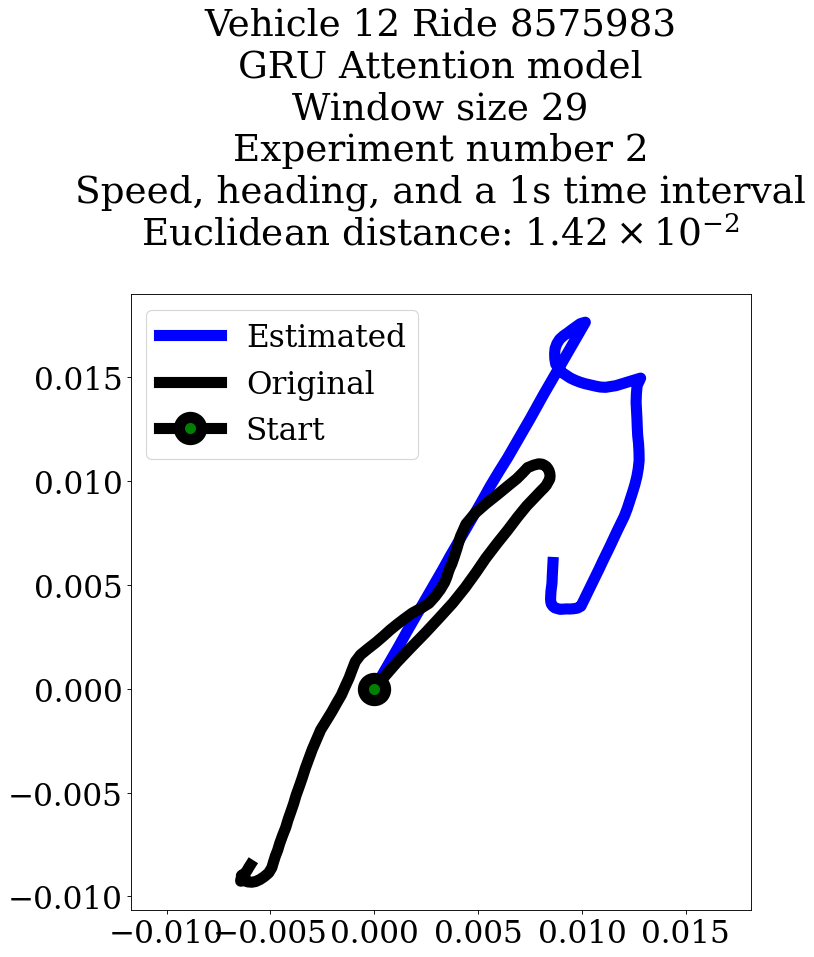 Vehicle 12 Ride 8575983
GRU Attention model
Window size 29
Experiment number 2
Speed, heading, and a 1s time interval
Euclidean distance: 1.42 × 10⁻²
Estimated
Original
Start
0.015
0.010
0.005
0.000
−0.005
−0.010
−0.010 −0.005 0.000 0.005 0.010 0.015